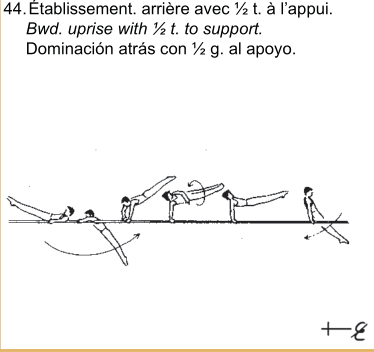 44. Établissement. arrière avec ½ t. à l'appui.
Bwd. uprise with ½ t. to support.
Dominación atrás con ½ g. al apoyo.